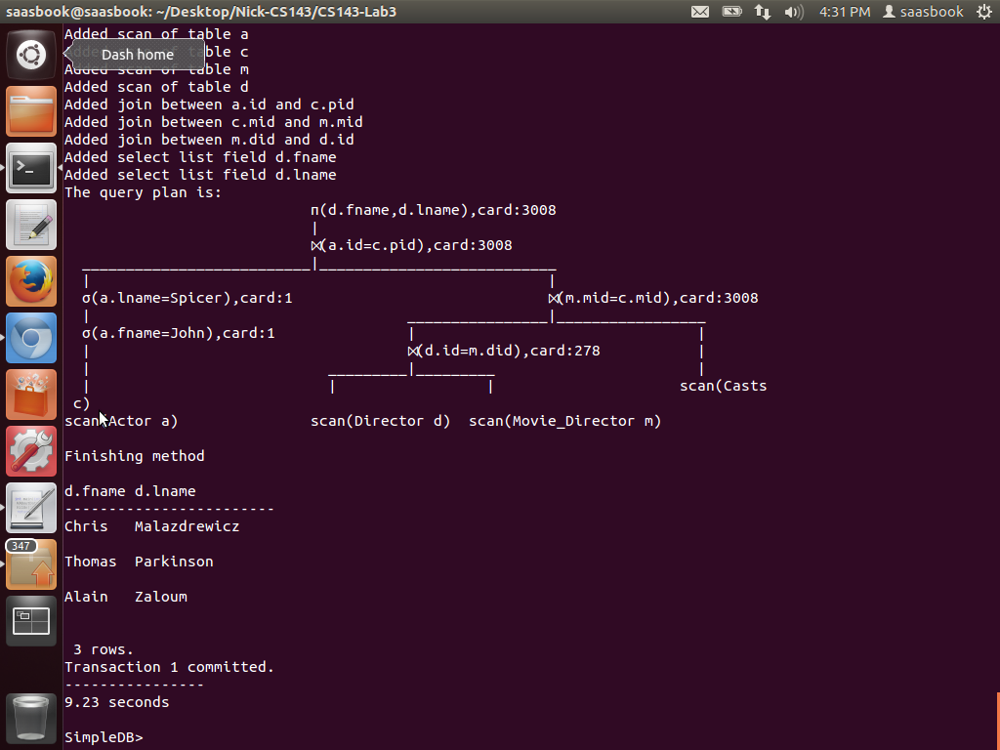 saasbook@saasbook: ~/Desktop/Nick-CS143/CS143-Lab3 4:31 PM saasbook
Added scan of table a
Dash home
Added scan of table c
Added scan of table m
Added scan of table d
Added join between a.id and c.pid
Added join between c.mid and m.mid
Added join between m.did and d.id
Added select list field d.fname
Added select list field d.lname
The query plan is:
π(d.fname,d.lname),card:3008
|
⋈(a.id=c.pid),card:3008
__________________________|___________________________
| |
σ(a.lname=Spicer),card:1 ⋈(m.mid=c.mid),card:3008
| ________________|_________________
σ(a.fname=John),card:1 | |
| ⋈(d.id=m.did),card:278 |
| _________|_________ |
| | | scan(Casts
c)
scan(Actor a) scan(Director d) scan(Movie_Director m)
Finishing method
d.fname d.lname
------------------------
Chris Malazdrewicz
Thomas Parkinson
Alain Zaloum
3 rows.
Transaction 1 committed.
----------------
9.23 seconds
SimpleDB>
347